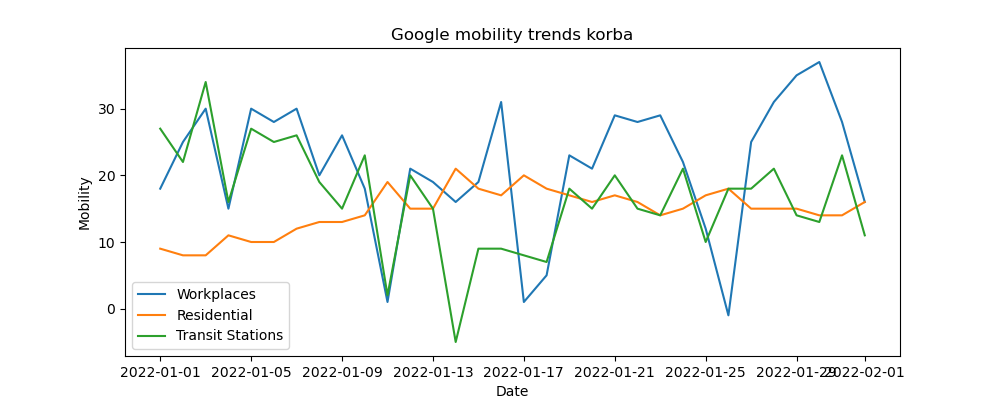 Google mobility trends korba
Mobility
30
20
10
0
Workplaces
Residential
Transit Stations
2022-01-01 2022-01-05 2022-01-09 2022-01-13 2022-01-17 2022-01-21 2022-01-25 2022-01-29 2022-02-01
Date